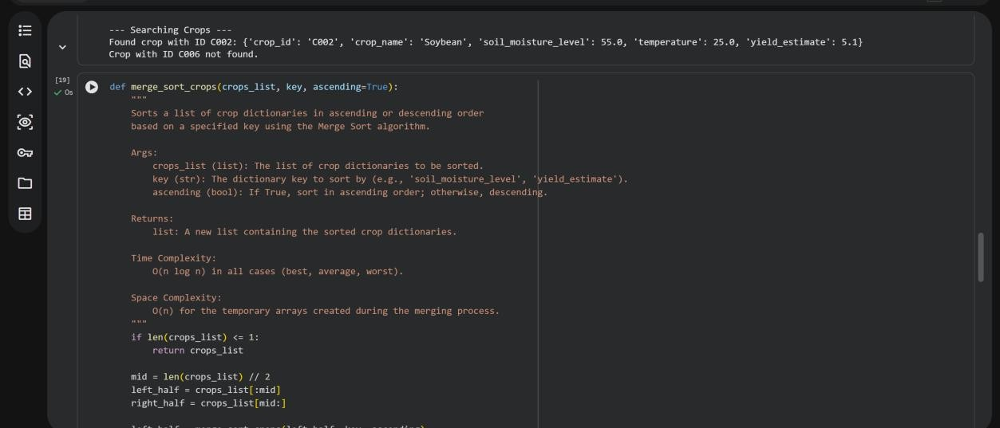 --- Searching Crops ---
Found crop with ID C002: {'crop_id': 'C002', 'crop_name': 'Soybean', 'soil_moisture_level': 55.0, 'temperature': 25.0, 'yield_estimate': 5.1}
Crop with ID C006 not found.
[19]
0s
def merge_sort_crops(crops_list, key, ascending=True):
    """
    Sorts a list of crop dictionaries in ascending or descending order
    based on a specified key using the Merge Sort algorithm.

    Args:
        crops_list (list): The list of crop dictionaries to be sorted.
        key (str): The dictionary key to sort by (e.g., 'soil_moisture_level', 'yield_estimate').
        ascending (bool): If True, sort in ascending order; otherwise, descending.

    Returns:
        list: A new list containing the sorted crop dictionaries.

    Time Complexity:
        O(n log n) in all cases (best, average, worst).

    Space Complexity:
        O(n) for the temporary arrays created during the merging process.
    """
    if len(crops_list) <= 1:
        return crops_list

    mid = len(crops_list) // 2
    left_half = crops_list[:mid]
    right_half = crops_list[mid:]

    left_half = merge_sort_crops(left_half, key, ascending)